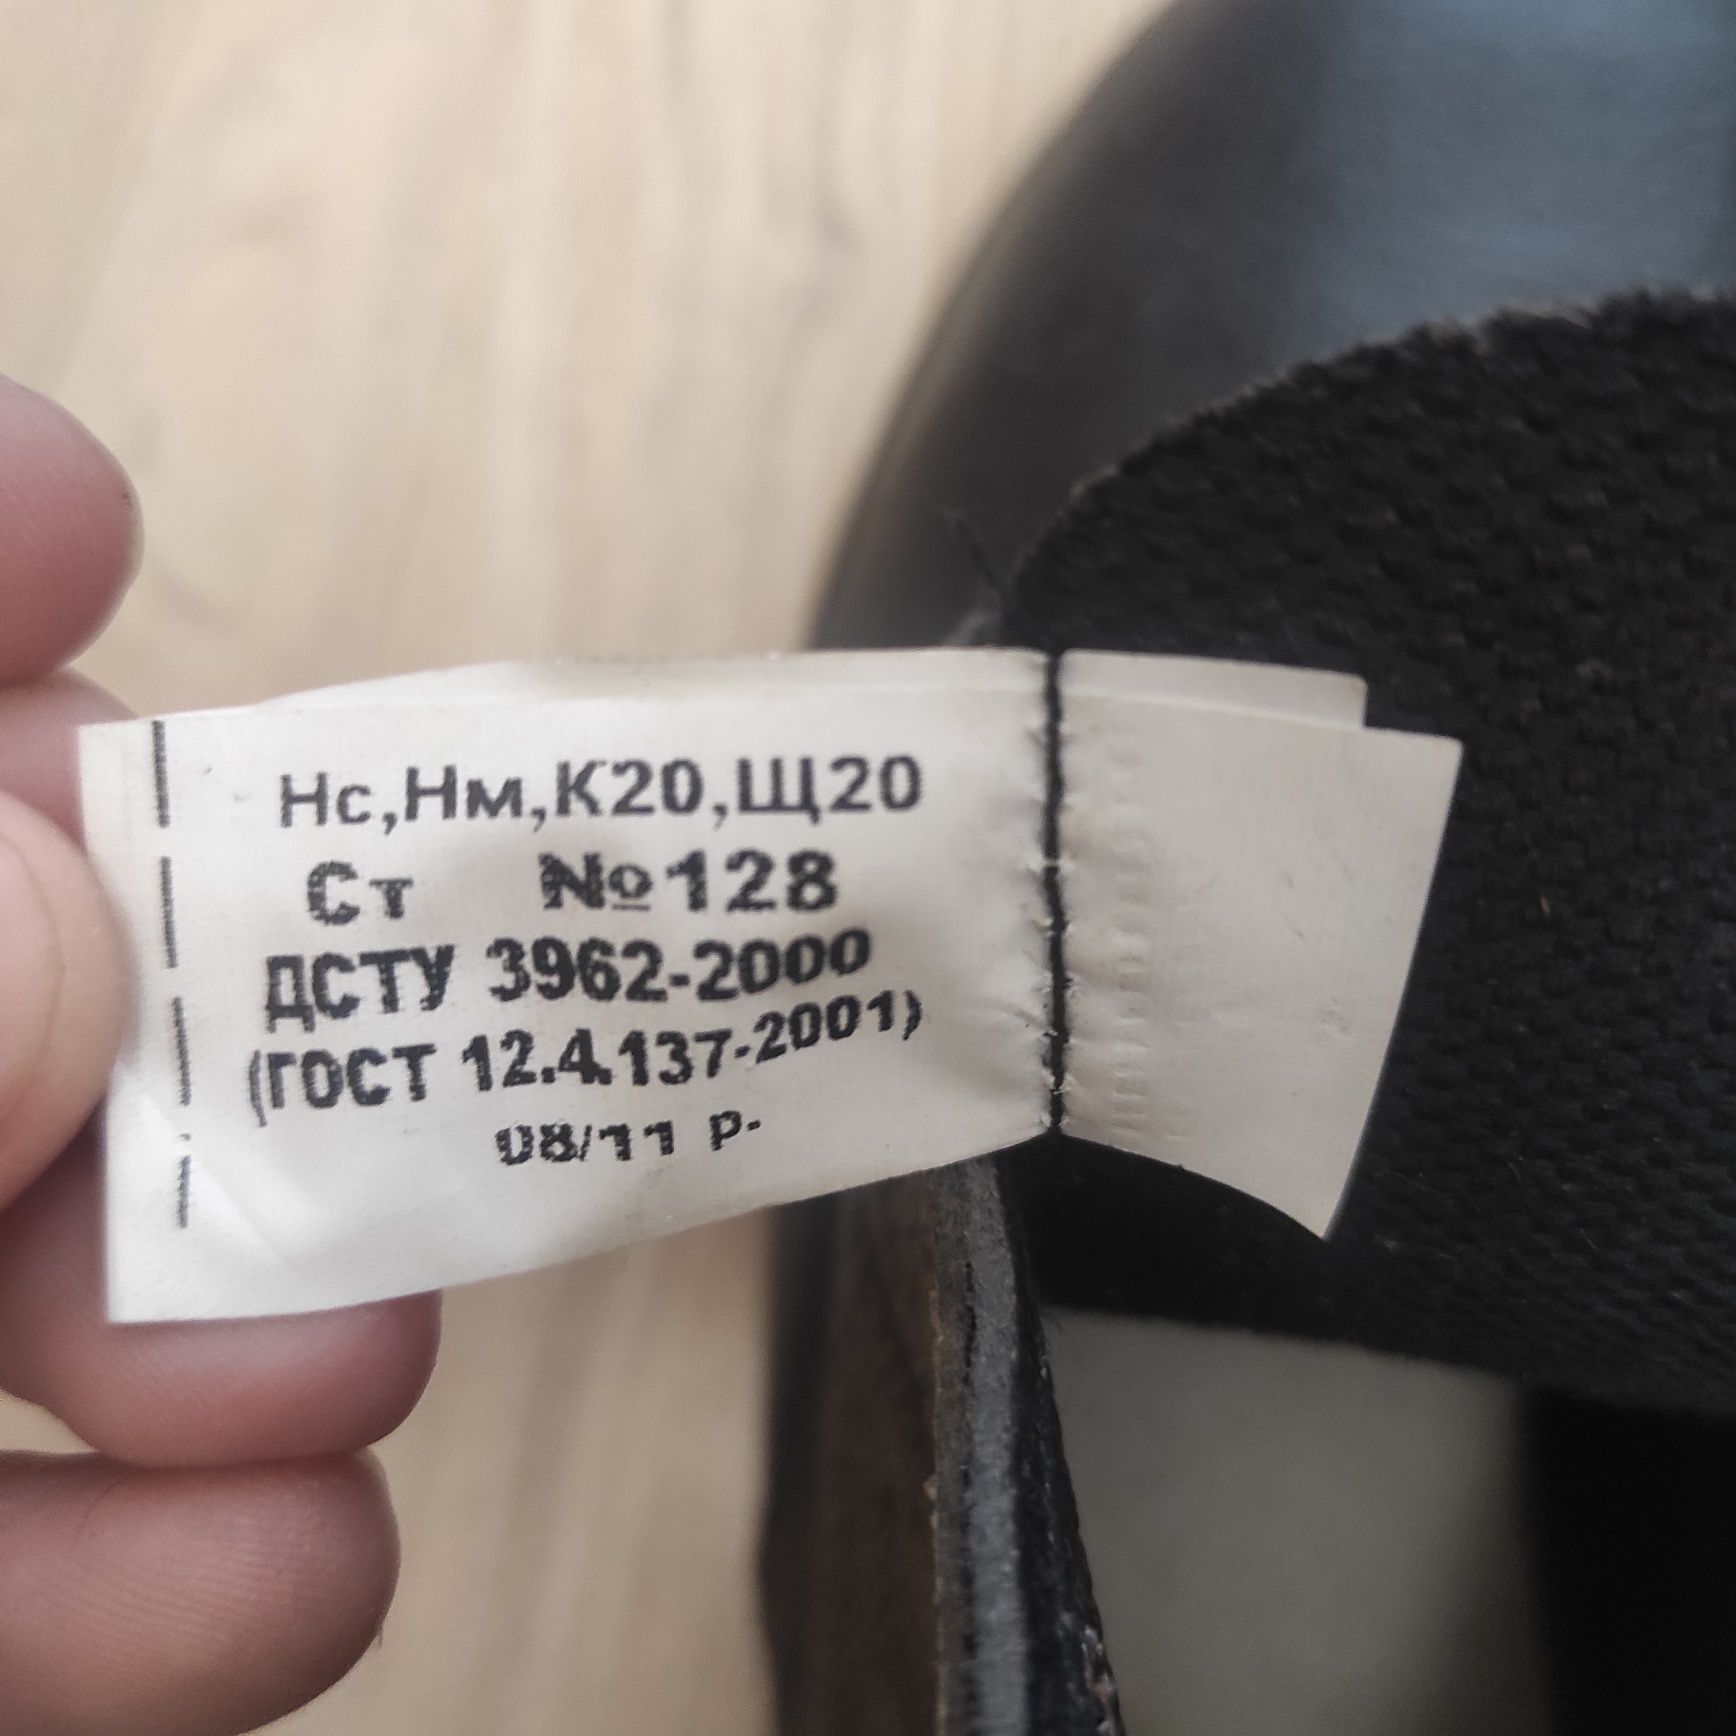 Нс,Нм,К20,Щ20
Ст №128
ДСТУ 3962-2000
(ГОСТ 12.4.137-2001)
08/11 р.